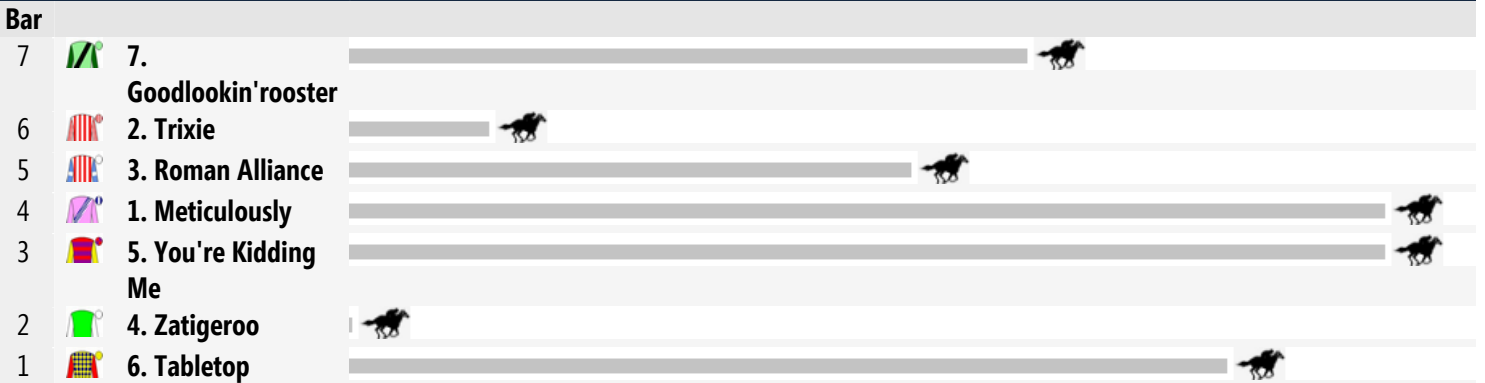 Bar
7 7.
Goodlookin'rooster
6 2. Trixie
5 3. Roman Alliance
4 1. Meticulously
3 5. You're Kidding
Me
2 4. Zatigeroo
1 6. Tabletop